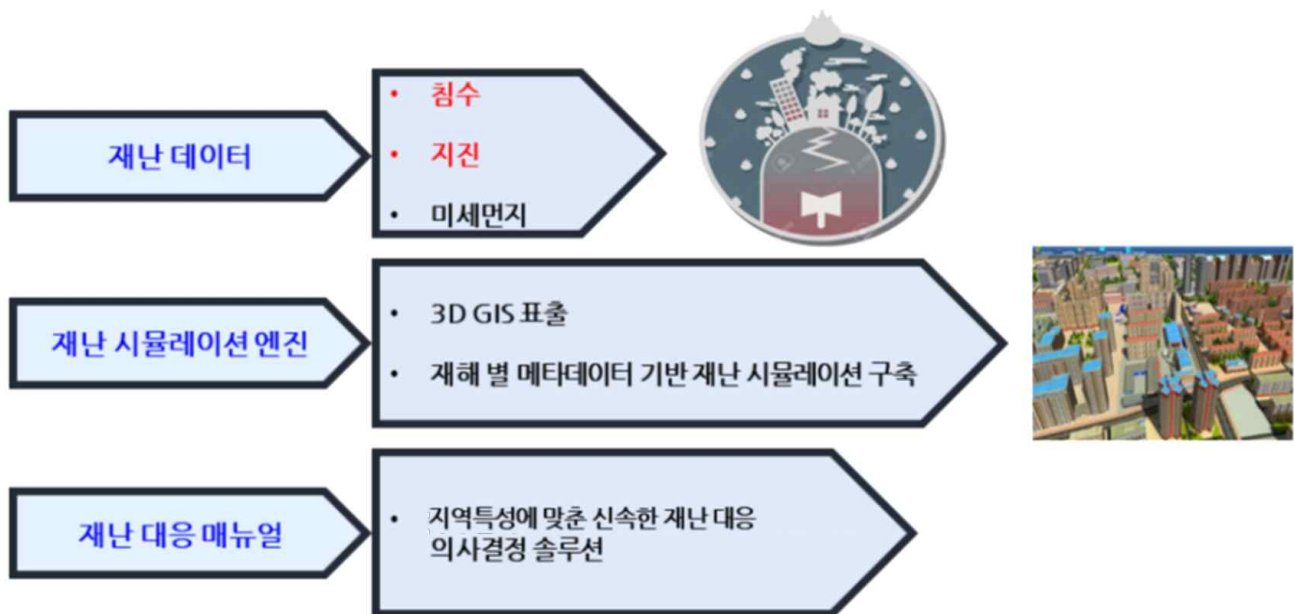 재난 데이터
• 침수
• 지진
• 미세먼지
재난 시뮬레이션 엔진
• 3D GIS 표출
• 재해 별 메타데이터 기반 재난 시뮬레이션 구축
재난 대응 매뉴얼
• 지역특성에 맞춘 신속한 재난 대응
의사결정 솔루션